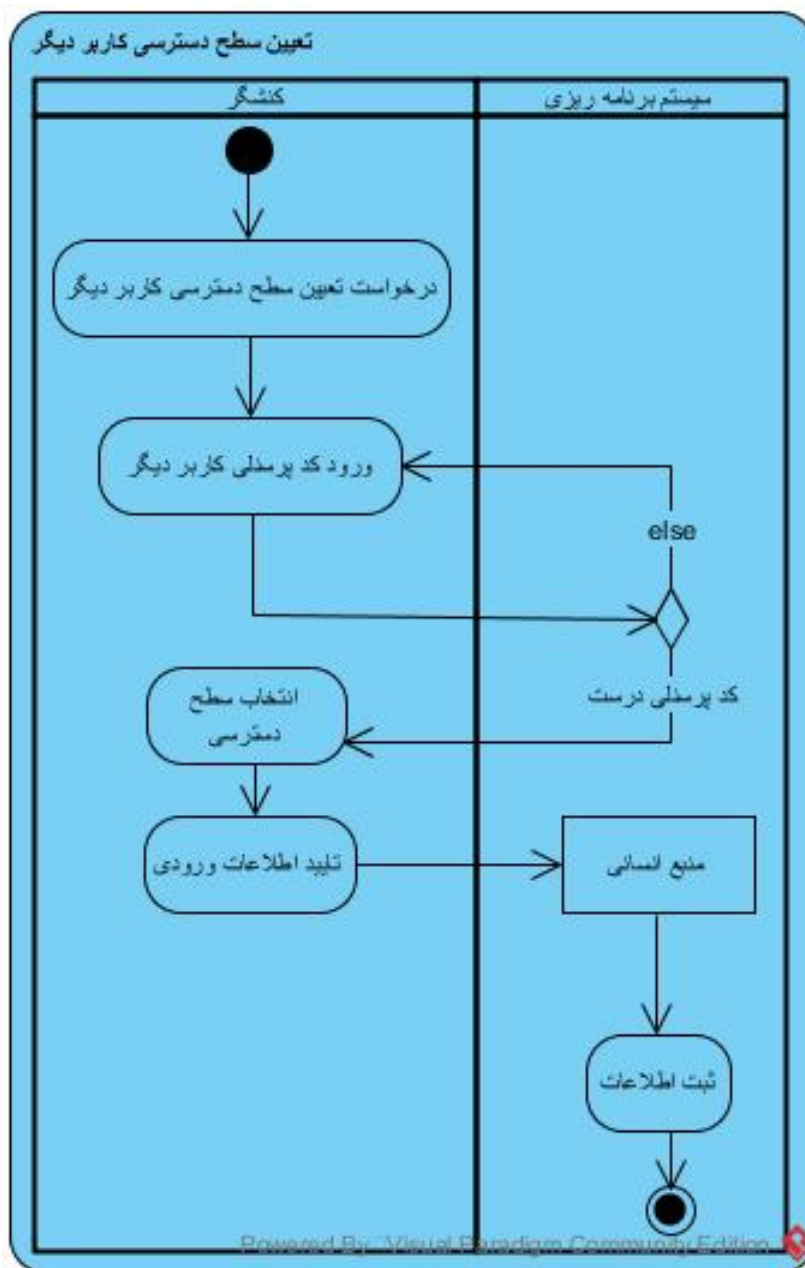 تعیین سطح دسترسی کاربر دیگر
کنشگر
سیستم برنامه ریزی
درخواست تعیین سطح دسترسی کاربر دیگر
ورود کد پرسنلی کاربر دیگر
else
کد پرسنلی درست
انتخاب سطح
دسترسی
تایید اطلاعات ورودی
منبع انسانی
ثبت اطلاعات
Powered By Visual Paradigm Community Edition